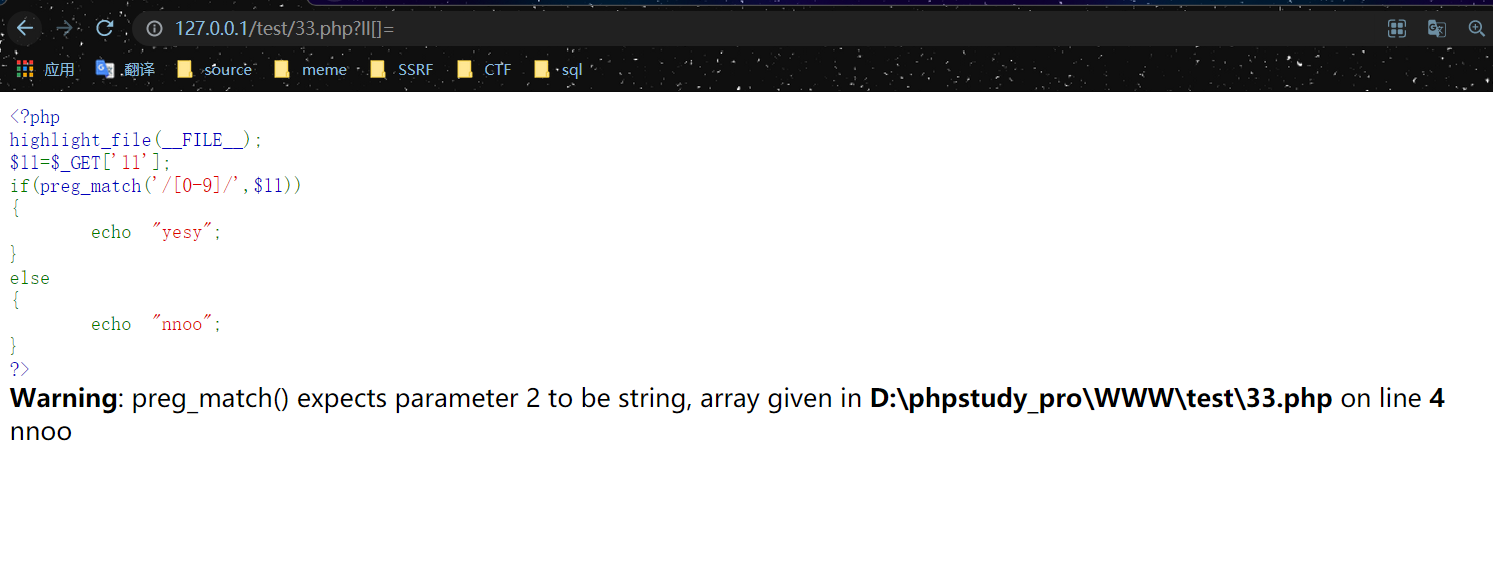 127.0.0.1/test/33.php?ll[]=
应用 翻译 source meme SSRF CTF sql
<?php
highlight_file(__FILE__);
$ll=$_GET['ll'];
if(preg_match('/[0-9]/',$ll))
{
echo "yesy";
}
else
{
echo "nnoo";
}
?>
Warning: preg_match() expects parameter 2 to be string, array given in D:\phpstudy_pro\WWW\test\33.php on line 4
nnoo